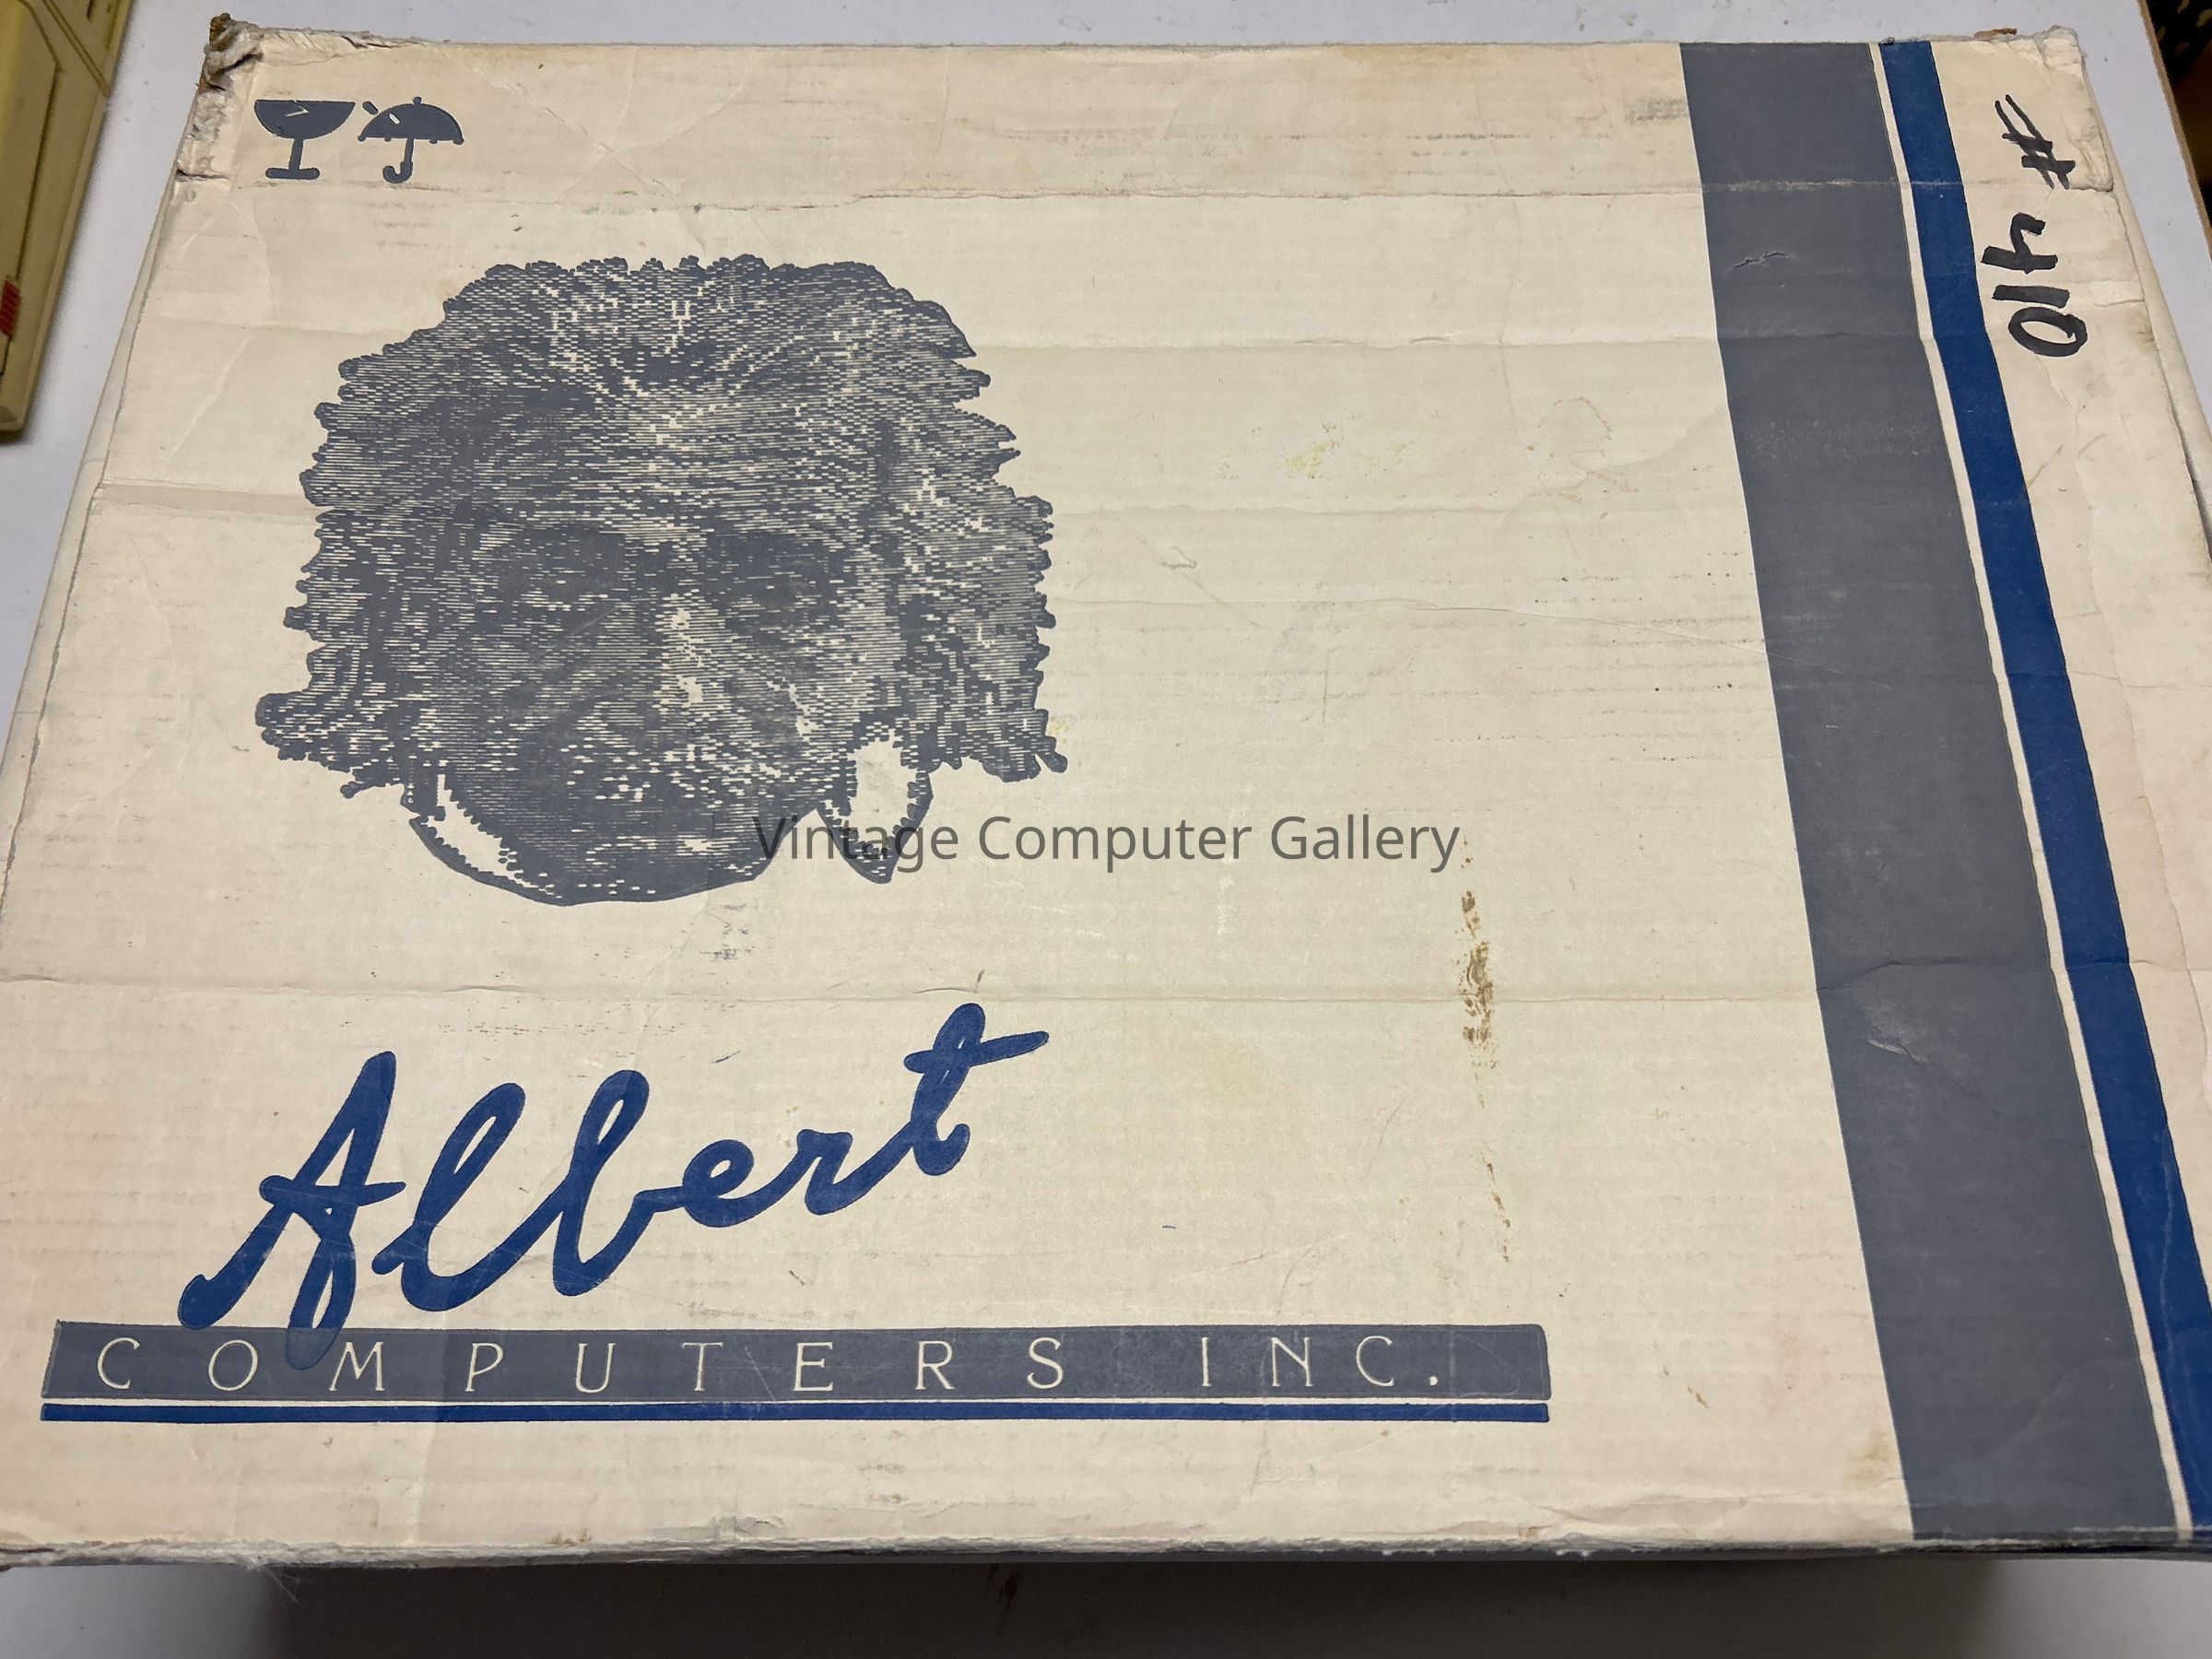 # 410
Vintage Computer Gallery
Albert
COMPUTERS INC.